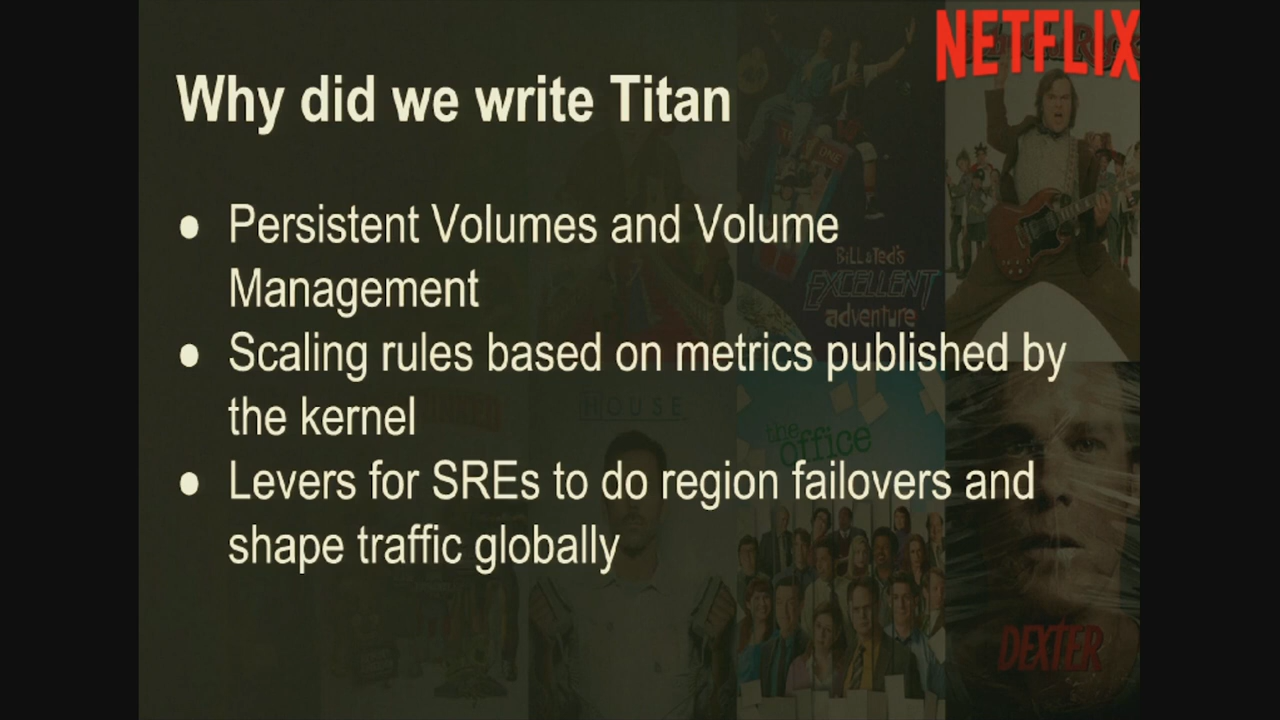 NETFLIX
Why did we write Titan
● Persistent Volumes and Volume
Management
● Scaling rules based on metrics published by
the kernel
● Levers for SREs to do region failovers and
shape traffic globally
BiLL & Ted's
EXCELLENT
adventure
HOUSE
the office
DEXTER